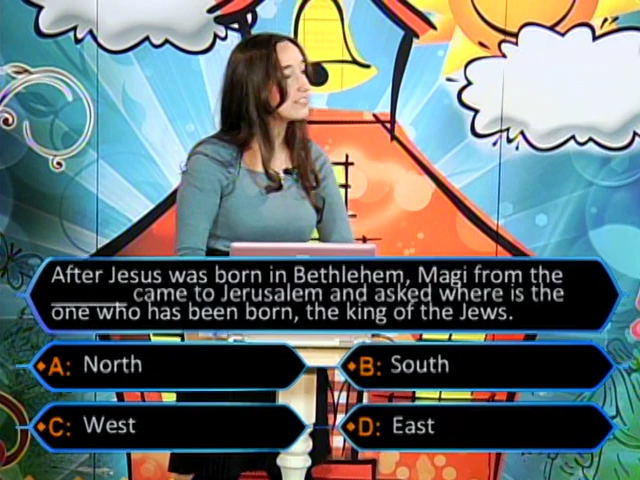 After Jesus was born in Bethlehem, Magi from the
______ came to Jerusalem and asked where is the
one who has been born, the king of the Jews.
A: North
B: South
C: West
D: East